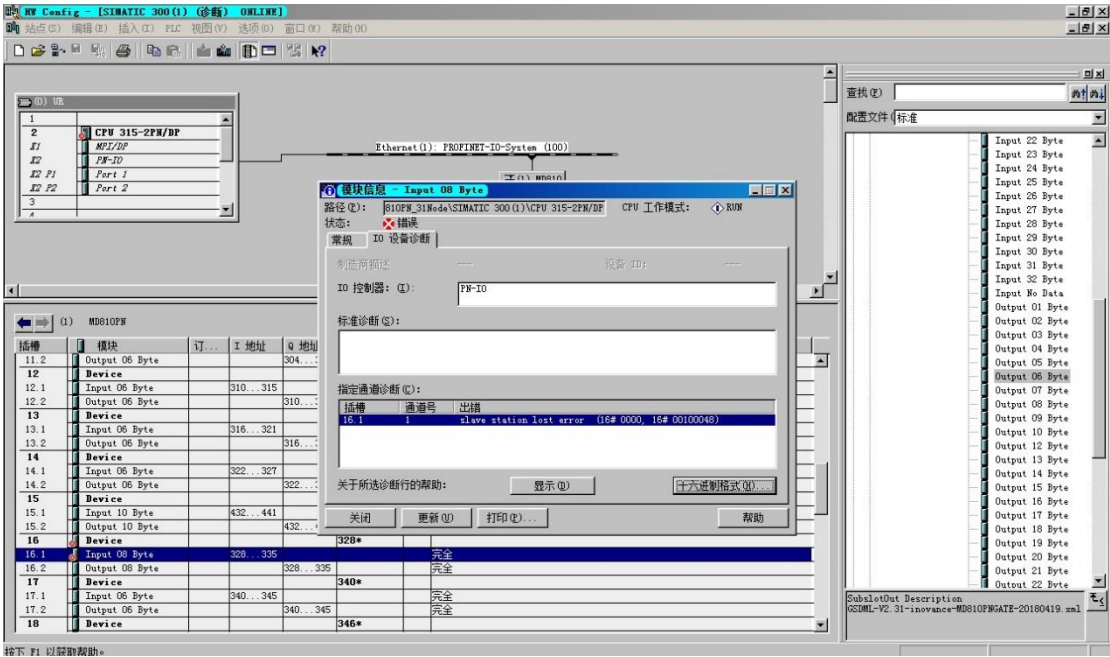 HW Config - [SIMATIC 300(1) (诊断) ONLINE]
站点(S) 编辑(E) 插入(I) PLC 视图(V) 选项(O) 窗口(W) 帮助(H)
(0) UR
1
2 CPU 315-2PN/DP
X1 MPI/DP
X2 PN-IO
X2 P1 Port 1
X2 P2 Port 2
3
4
Ethernet(1): PROFINET-IO-System (100)
(1) MD810
模块信息 - Input 08 Byte
路径(P): 810PN_31Node\SIMATIC 300(1)\CPU 315-2PN/DP CPU 工作模式: RUN
状态: 错误
常规 IO 设备诊断
制造商描述 --- 设备 ID: ---
IO 控制器: (I): PN-IO
标准诊断(S):
指定通道诊断(C):
插槽 通道号 出错
16.1 1 slave station lost error (16# 0000, 16# 00100048)
关于所选诊断行的帮助: 显示(D) 十六进制格式(X)...
关闭 更新(U) 打印(P)... 帮助
(1) MD810PN
插槽 模块 订... I 地址 Q 地址
11.2 Output 06 Byte 304...
12 Device
12.1 Input 06 Byte 310...315
12.2 Output 06 Byte 310...
13 Device
13.1 Input 06 Byte 316...321
13.2 Output 06 Byte 316...
14 Device
14.1 Input 06 Byte 322...327
14.2 Output 06 Byte 322...
15 Device
15.1 Input 10 Byte 432...441
15.2 Output 10 Byte 432...
16 Device 328*
16.1 Input 08 Byte 328...335 完全
16.2 Output 08 Byte 328...335 完全
17 Device 340*
17.1 Input 06 Byte 340...345 完全
17.2 Output 06 Byte 340...345 完全
18 Device 346*
查找(F)
配置文件 标准
Input 22 Byte
Input 23 Byte
Input 24 Byte
Input 25 Byte
Input 26 Byte
Input 27 Byte
Input 28 Byte
Input 29 Byte
Input 30 Byte
Input 31 Byte
Input 32 Byte
Input No Data
Output 01 Byte
Output 02 Byte
Output 03 Byte
Output 04 Byte
Output 05 Byte
Output 06 Byte
Output 07 Byte
Output 08 Byte
Output 09 Byte
Output 10 Byte
Output 12 Byte
Output 13 Byte
Output 14 Byte
Output 15 Byte
Output 16 Byte
Output 17 Byte
Output 18 Byte
Output 19 Byte
Output 20 Byte
Output 21 Byte
Output 22 Byte
SubslotOut Description
GSDML-V2.31-inovance-MD810PNGATE-20180419.xml
按下 F1 以获取帮助。